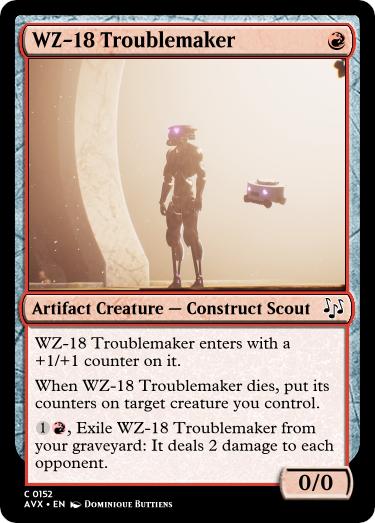 WZ-18 Troublemaker
Artifact Creature — Construct Scout
WZ-18 Troublemaker enters with a
+1/+1 counter on it.
When WZ-18 Troublemaker dies, put its
counters on target creature you control.
1 , Exile WZ-18 Troublemaker from
your graveyard: It deals 2 damage to each
opponent.
0/0
C 0152
AVX • EN Dominique Buttiens